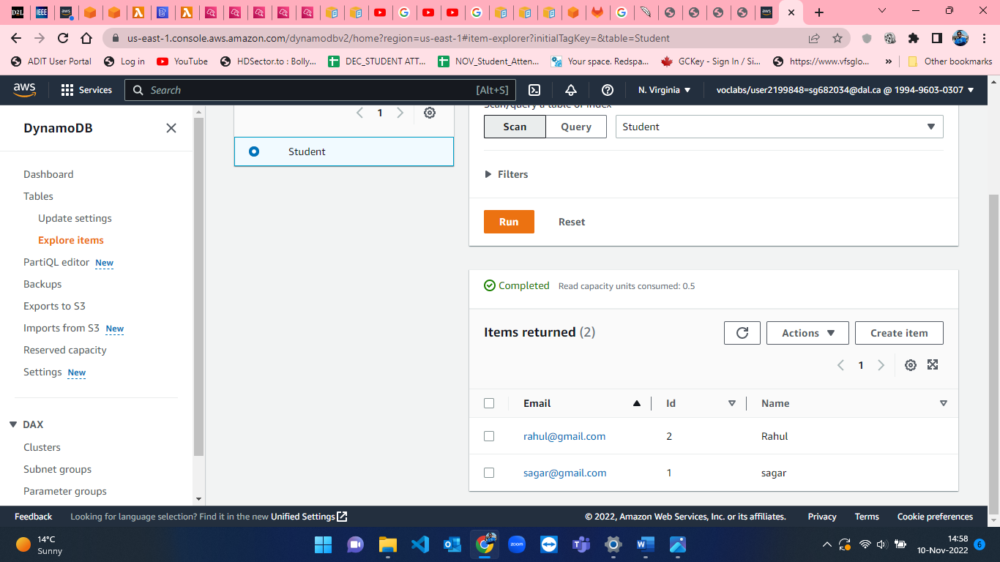 D2L
IEEE
aws
us-east-1.console.aws.amazon.com/dynamodbv2/home?region=us-east-1#item-explorer?initialTagKey=&table=Student
ADIT User Portal
Log in
YouTube
HDSector.to : Bolly...
DEC_STUDENT ATT...
NOV_Student_Atten...
Your space. Redspa...
GCKey - Sign In / Si...
https://www.vfsglo...
»
Other bookmarks
aws
Services
Search
[Alt+S]
N. Virginia
voclabs/user2199848=sg682034@dal.ca @ 1994-9603-0307
DynamoDB
Dashboard
Tables
Update settings
Explore items
PartiQL editor New
Backups
Exports to S3
Imports from S3 New
Reserved capacity
Settings New
DAX
Clusters
Subnet groups
Parameter groups
1
Student
Scan/query a table or index
Scan
Query
Student
Filters
Run
Reset
Completed
Read capacity units consumed: 0.5
Items returned (2)
Actions
Create item
1
Email Id Name
rahul@gmail.com 2 Rahul
sagar@gmail.com 1 sagar
Feedback
Looking for language selection? Find it in the new Unified Settings
© 2022, Amazon Web Services, Inc. or its affiliates.
Privacy
Terms
Cookie preferences
14°C
Sunny
zoom
14:58
10-Nov-2022
6